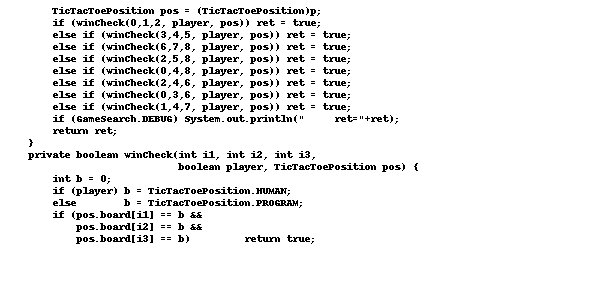 TicTacToePosition pos = (TicTacToePosition)p;
if (winCheck(0,1,2, player, pos)) ret = true;
else if (winCheck(3,4,5, player, pos)) ret = true;
else if (winCheck(6,7,8, player, pos)) ret = true;
else if (winCheck(2,5,8, player, pos)) ret = true;
else if (winCheck(0,4,8, player, pos)) ret = true;
else if (winCheck(2,4,6, player, pos)) ret = true;
else if (winCheck(0,3,6, player, pos)) ret = true;
else if (winCheck(1,4,7, player, pos)) ret = true;
if (GameSearch.DEBUG) System.out.println("     ret="+ret);
return ret;
}
private boolean winCheck(int i1, int i2, int i3,
boolean player, TicTacToePosition pos) {
int b = 0;
if (player) b = TicTacToePosition.HUMAN;
else        b = TicTacToePosition.PROGRAM;
if (pos.board[i1] == b &&
pos.board[i2] == b &&
pos.board[i3] == b)         return true;